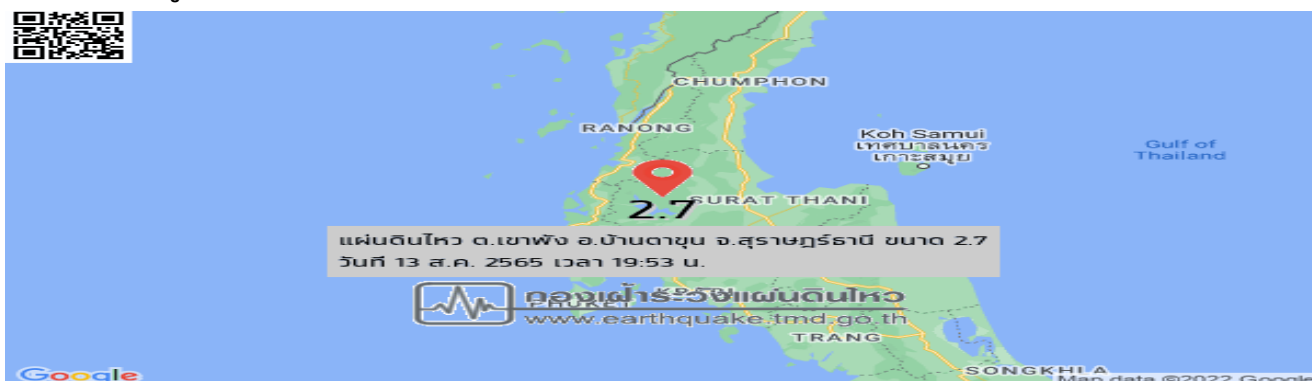 CHUMPHON
RANONG
Koh Samui
เทศบาลนคร
เกาะสมุย
Gulf of
Thailand
SURAT THANI
2.7
แผ่นดินไหว ต.เขาพัง อ.บ้านตาขุน จ.สุราษฎร์ธานี ขนาด 2.7
วันที่ 13 ส.ค. 2565 เวลา 19:53 น.
กองเฝ้าระวังแผ่นดินไหว
PHUKET
www.earthquake.tmd.go.th
TRANG
SONGKHLA
Google
Map data ©2022 Google